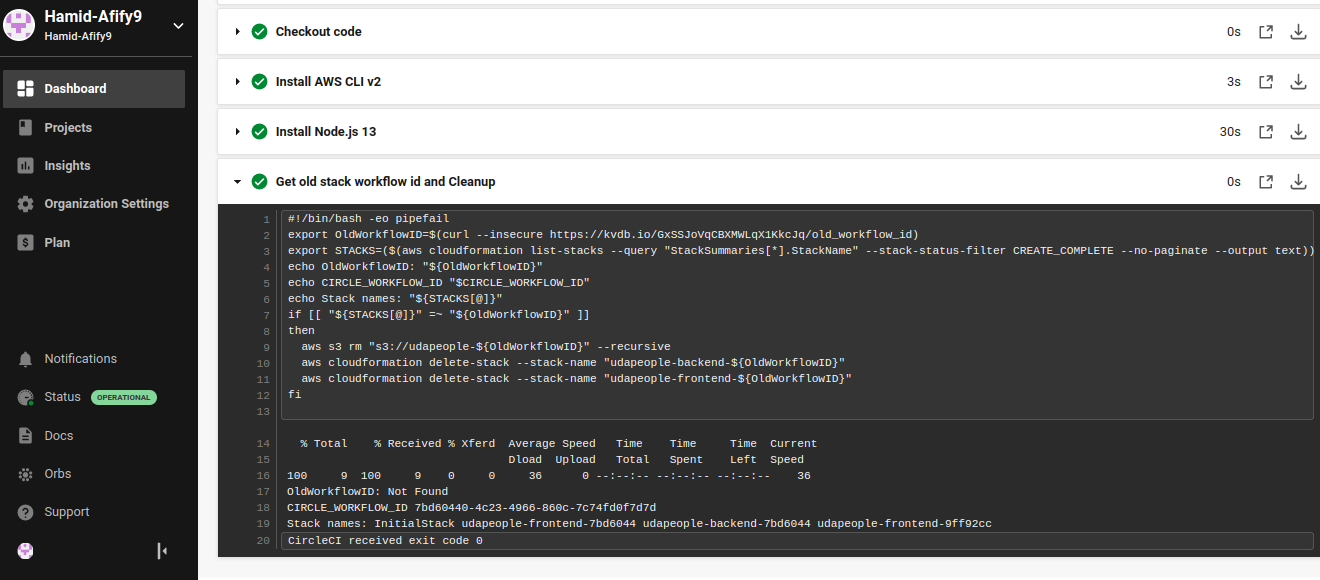 Hamid-Afify9
Hamid-Afify9
Dashboard
Projects
Insights
Organization Settings
Plan
Notifications
Status OPERATIONAL
Docs
Orbs
Support
Checkout code 0s
Install AWS CLI v2 3s
Install Node.js 13 30s
Get old stack workflow id and Cleanup 0s
1 #!/bin/bash -eo pipefail
2 export OldWorkflowID=$(curl --insecure https://kvdb.io/GxSSJoVqCBXMWLqX1KkcJq/old_workflow_id)
3 export STACKS=($(aws cloudformation list-stacks --query "StackSummaries[*].StackName" --stack-status-filter CREATE_COMPLETE --no-paginate --output text))
4 echo OldWorkflowID: "${OldWorkflowID}"
5 echo CIRCLE_WORKFLOW_ID "$CIRCLE_WORKFLOW_ID"
6 echo Stack names: "${STACKS[@]}"
7 if [[ "${STACKS[@]}" =~ "${OldWorkflowID}" ]]
8 then
9   aws s3 rm "s3://udapeople-${OldWorkflowID}" --recursive
10   aws cloudformation delete-stack --stack-name "udapeople-backend-${OldWorkflowID}"
11   aws cloudformation delete-stack --stack-name "udapeople-frontend-${OldWorkflowID}"
12 fi
13
14   % Total    % Received % Xferd  Average Speed   Time    Time     Time  Current
15                                  Dload  Upload   Total   Spent    Left  Speed
16 100     9  100     9    0     0     36      0 --:--:-- --:--:-- --:--:--    36
17 OldWorkflowID: Not Found
18 CIRCLE_WORKFLOW_ID 7bd60440-4c23-4966-860c-7c74fd0f7d7d
19 Stack names: InitialStack udapeople-frontend-7bd6044 udapeople-backend-7bd6044 udapeople-frontend-9ff92cc
20 CircleCI received exit code 0